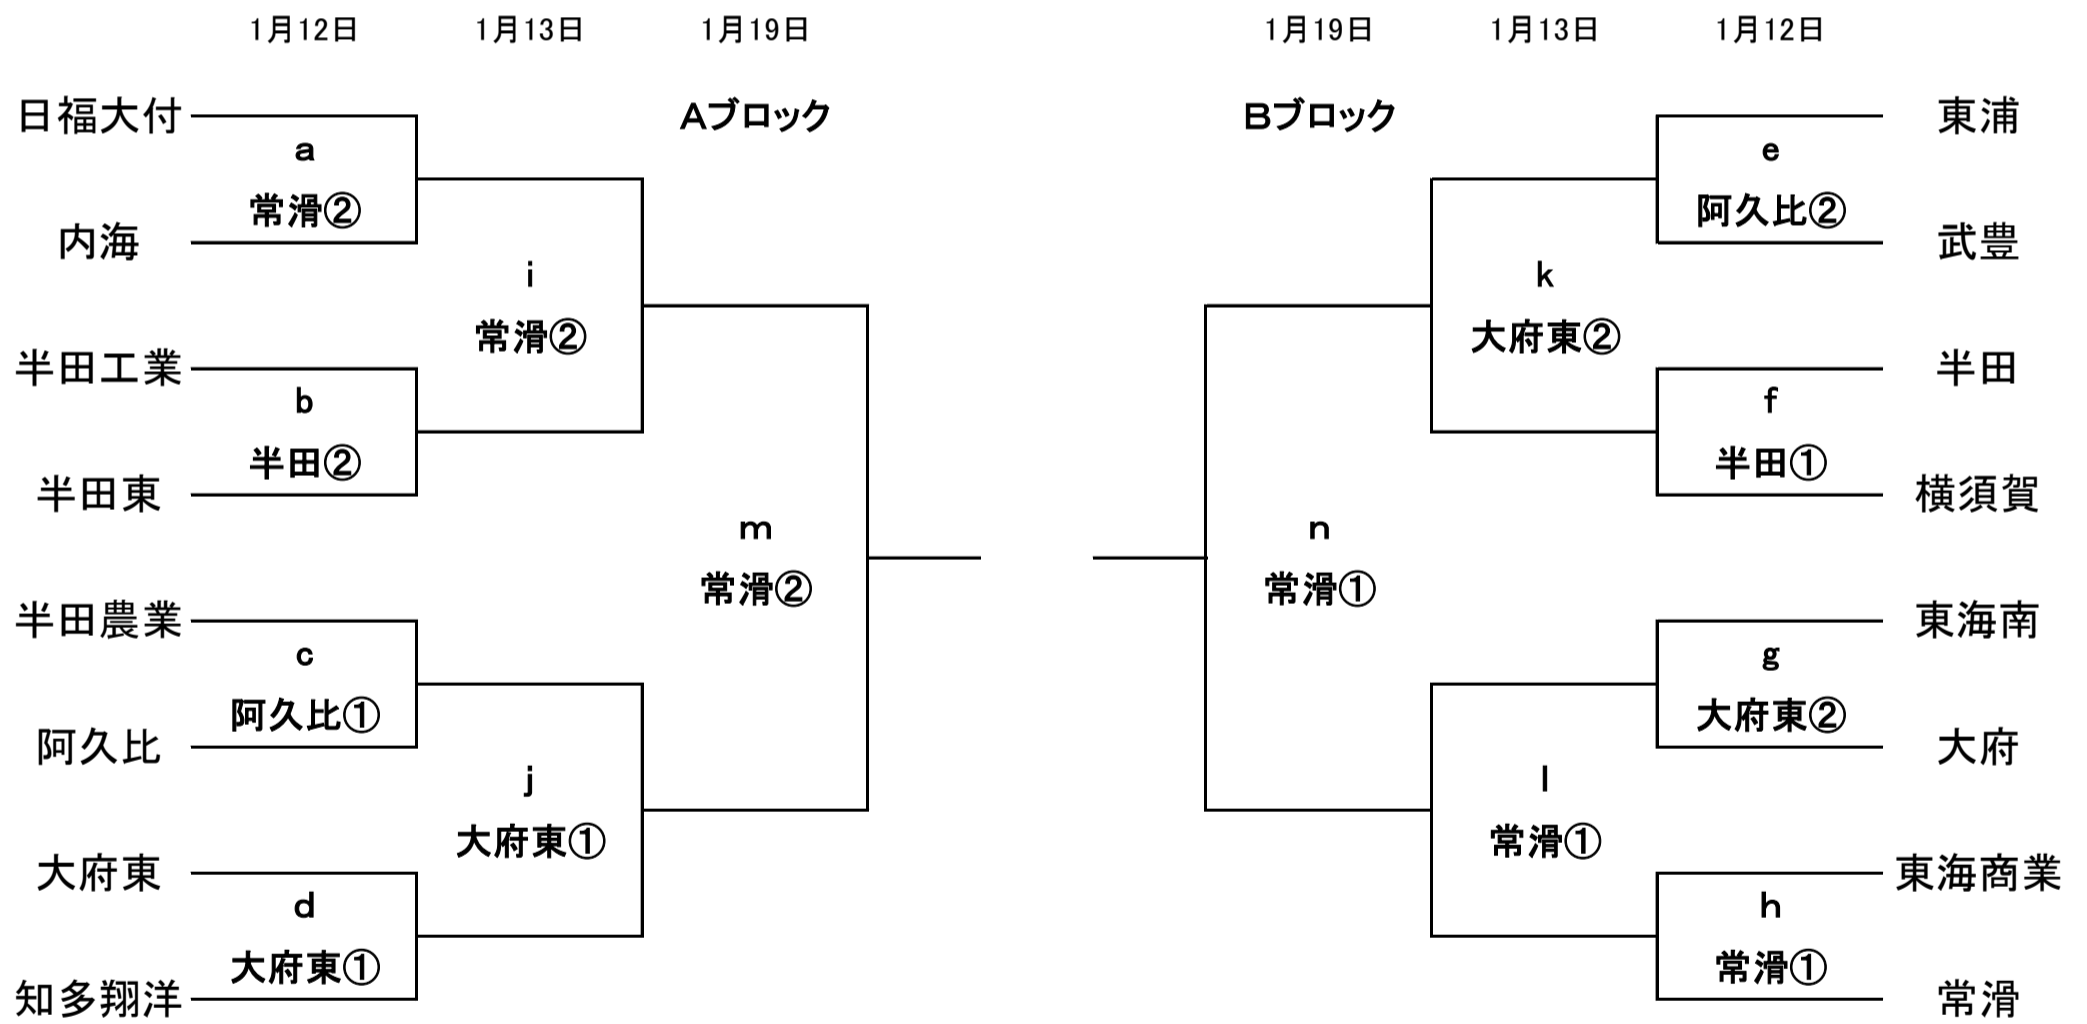 1月12日 1月13日 1月19日 1月19日 1月13日 1月12日
日福大付 Aブロック Bブロック 東浦
a e
常滑② 阿久比②
内海 武豊
i k
常滑② 大府東②
半田工業 半田
b f
半田② 半田①
半田東 横須賀
m n
常滑② 常滑①
半田農業 東海南
c g
阿久比① 大府東②
阿久比 大府
j l
大府東① 常滑①
大府東 東海商業
d h
大府東① 常滑①
知多翔洋 常滑